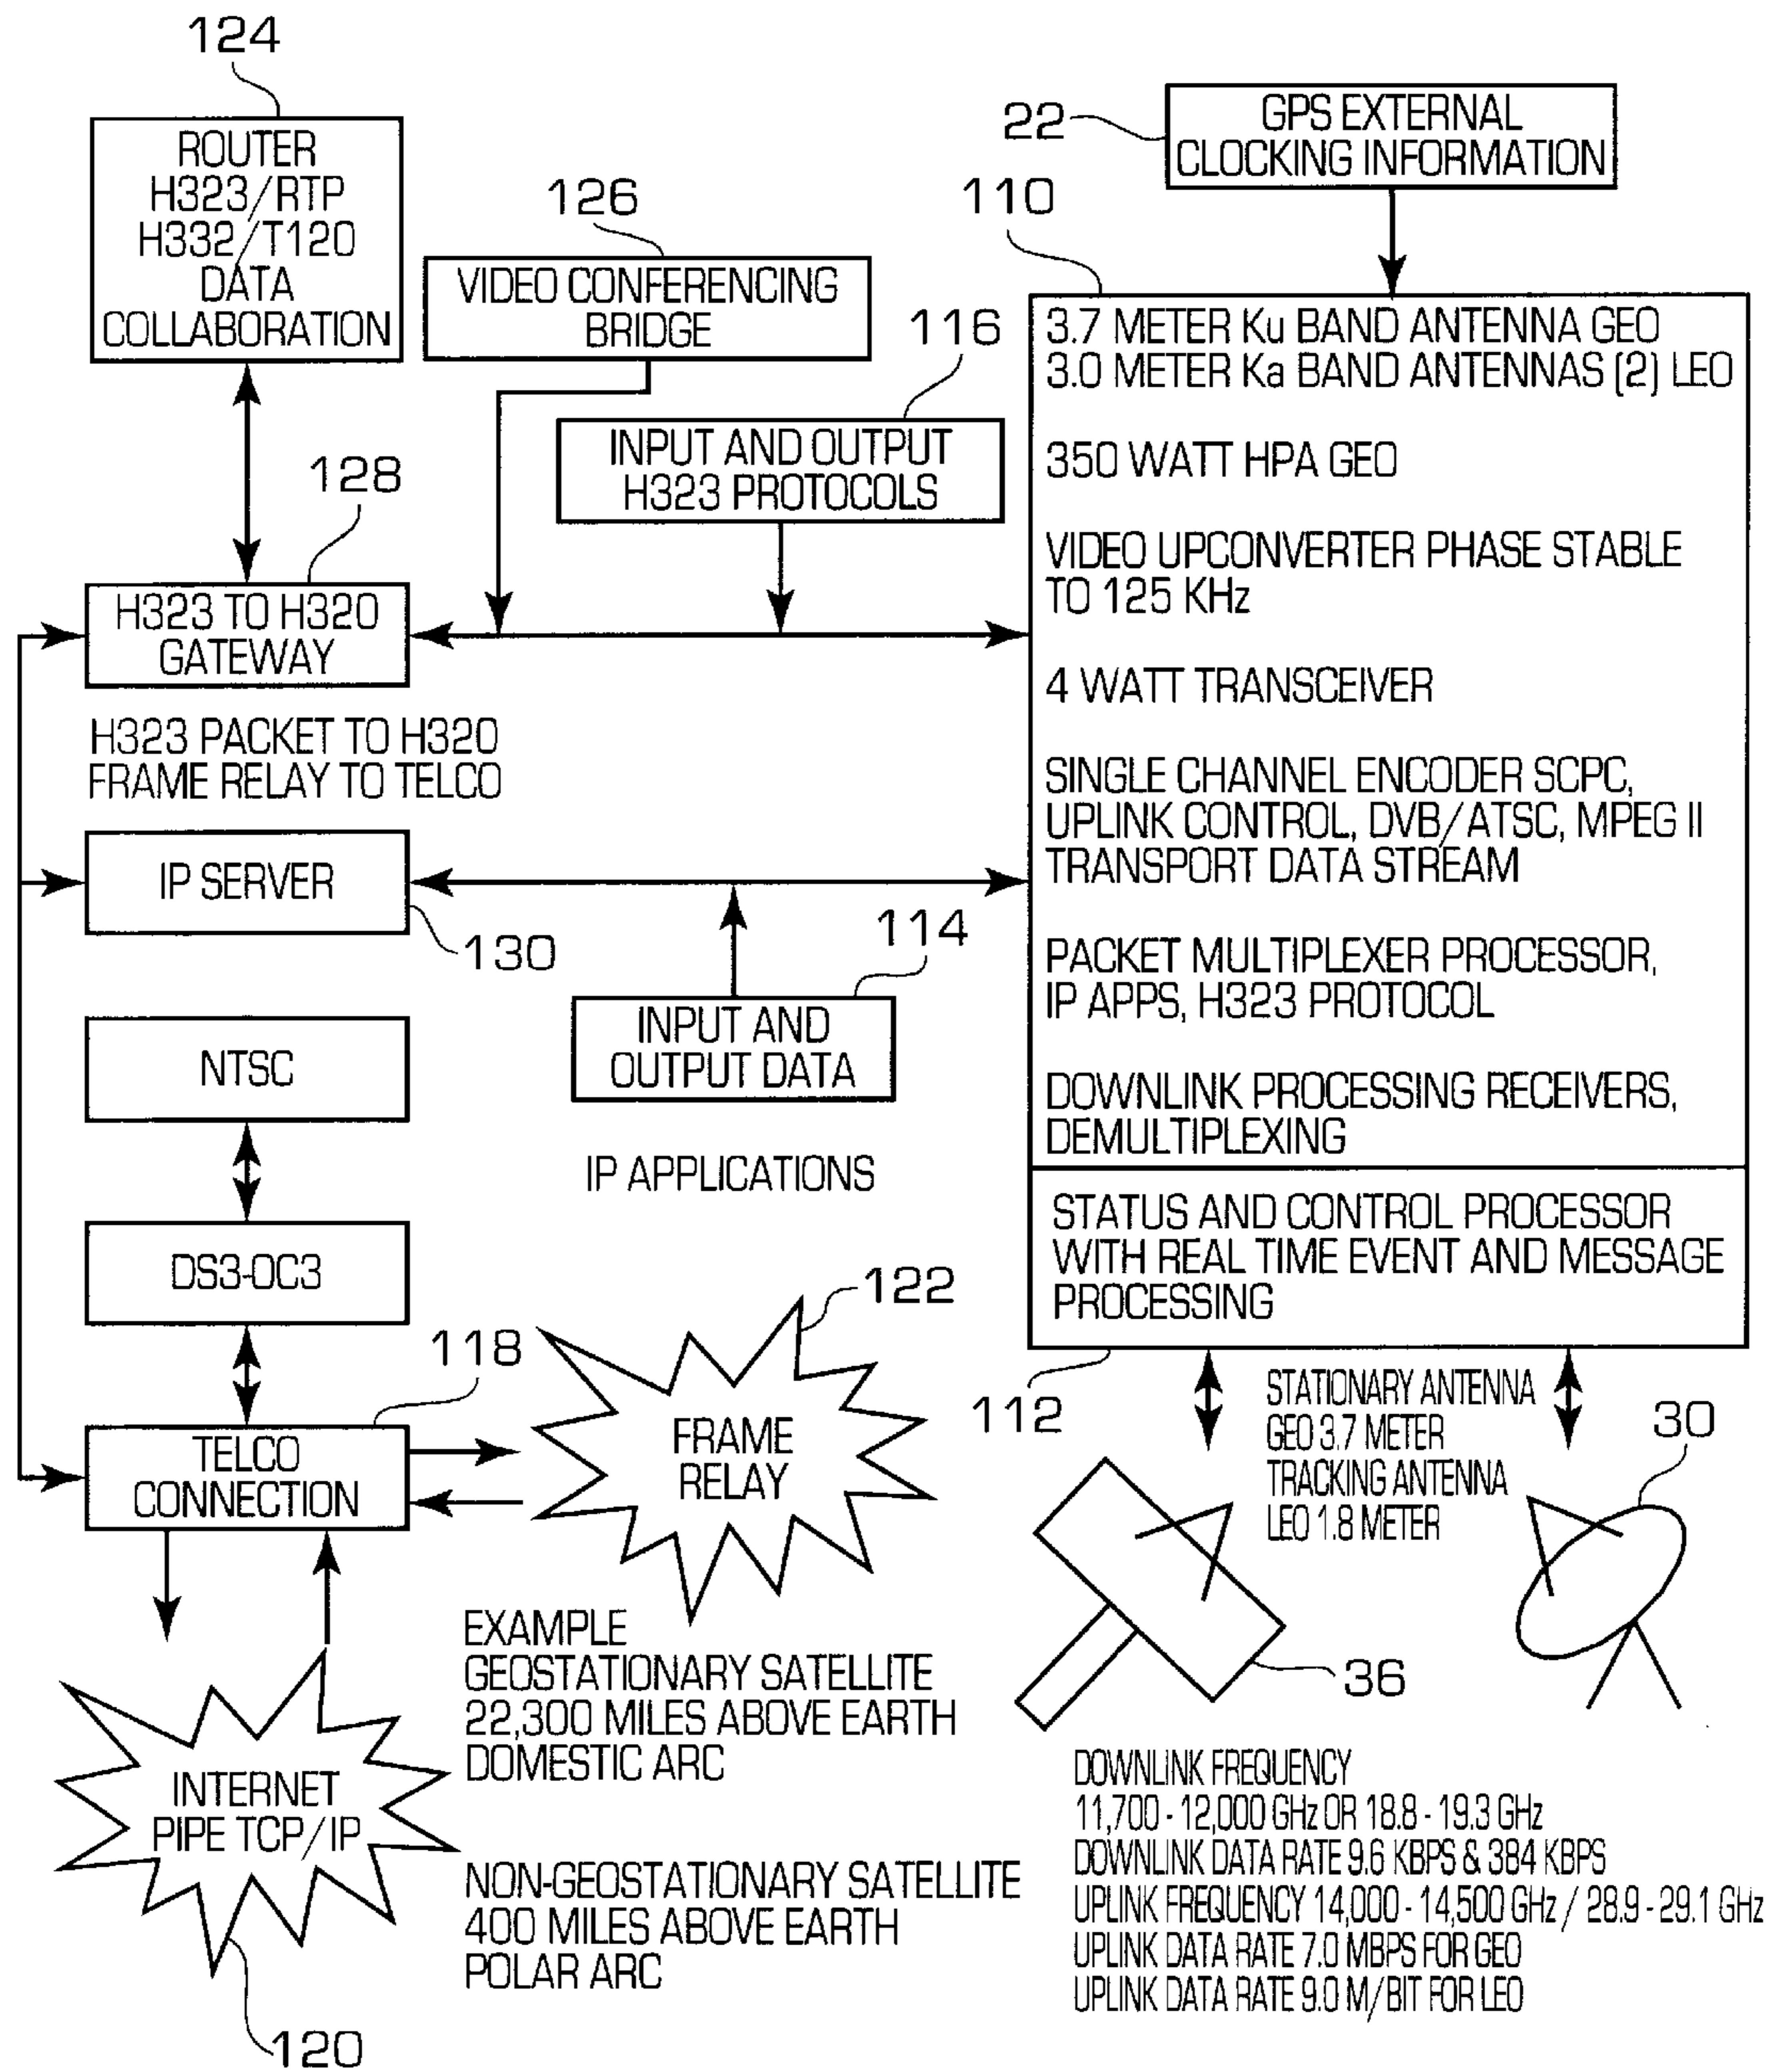 124
ROUTER
H323/RTP
H332/T120
DATA
COLLABORATION
22
GPS EXTERNAL
CLOCKING INFORMATION
126
VIDEO CONFERENCING
BRIDGE
116
INPUT AND OUTPUT
H323 PROTOCOLS
110
3.7 METER Ku BAND ANTENNA GEO
3.0 METER Ka BAND ANTENNAS (2) LEO
350 WATT HPA GEO
VIDEO UPCONVERTER PHASE STABLE
TO 125 KHz
4 WATT TRANSCEIVER
SINGLE CHANNEL ENCODER SCPC,
UPLINK CONTROL, DVB/ATSC, MPEG II
TRANSPORT DATA STREAM
PACKET MULTIPLEXER PROCESSOR,
IP APPS, H323 PROTOCOL
DOWNLINK PROCESSING RECEIVERS,
DEMULTIPLEXING
STATUS AND CONTROL PROCESSOR
WITH REAL TIME EVENT AND MESSAGE
PROCESSING
112
128
H323 TO H320
GATEWAY
H323 PACKET TO H320
FRAME RELAY TO TELCO
IP SERVER
130
114
INPUT AND
OUTPUT DATA
IP APPLICATIONS
NTSC
DS3-OC3
118
TELCO
CONNECTION
122
FRAME
RELAY
STATIONARY ANTENNA
GEO 3.7 METER
TRACKING ANTENNA
LEO 1.8 METER
30
36
INTERNET
PIPE TCP/IP
120
EXAMPLE
GEOSTATIONARY SATELLITE
22,300 MILES ABOVE EARTH
DOMESTIC ARC
NON-GEOSTATIONARY SATELLITE
400 MILES ABOVE EARTH
POLAR ARC
DOWNLINK FREQUENCY
11,700 - 12,000 GHz OR 18.8 - 19.3 GHz
DOWNLINK DATA RATE 9.6 KBPS & 384 KBPS
UPLINK FREQUENCY 14,000 - 14,500 GHz / 28.9 - 29.1 GHz
UPLINK DATA RATE 7.0 MBPS FOR GEO
UPLINK DATA RATE 9.0 M/BIT FOR LEO